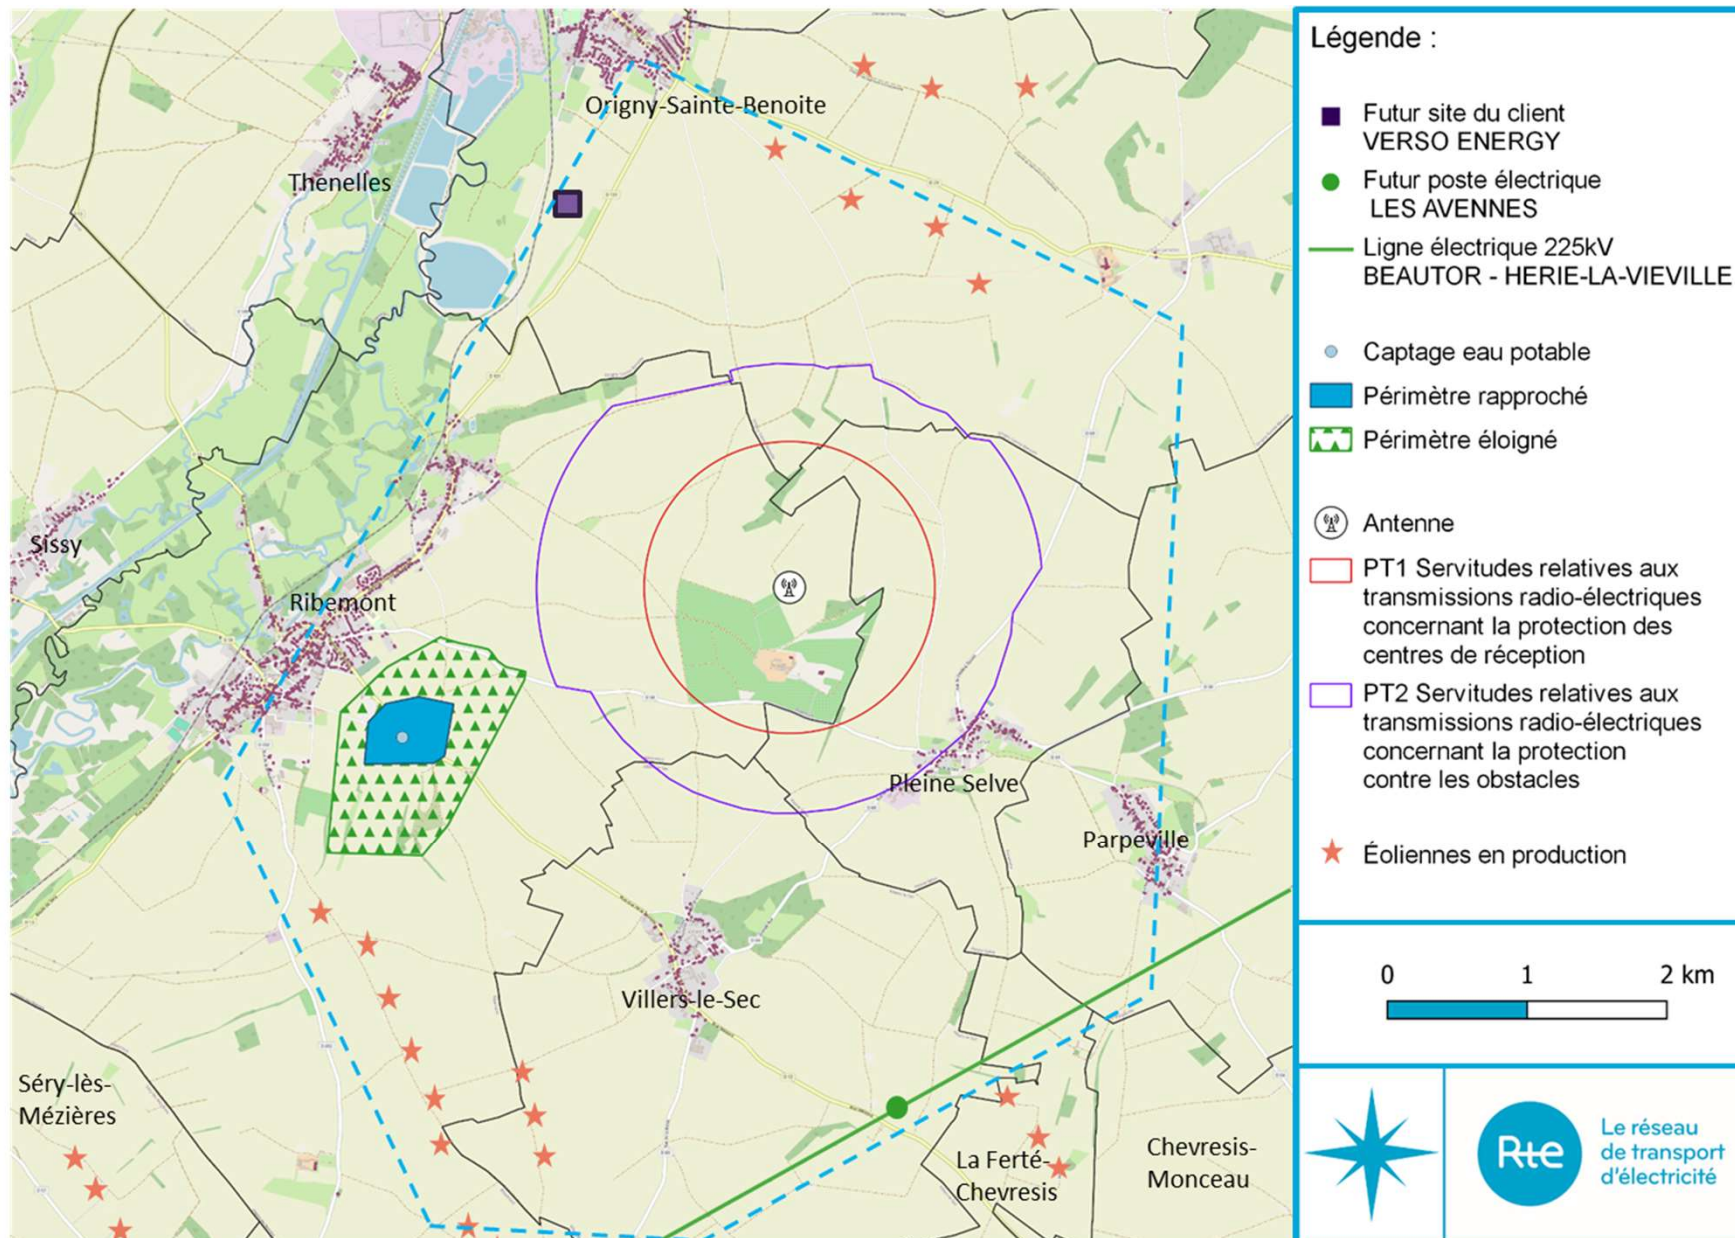 Origny-Sainte-Benoite
Thenelles
Sissy
Ribemont
Pleine Selve
Parpeville
Villers-le-Sec
Séry-lès-
Mézières
La Ferté-
Chevresis
Chevresis-
Monceau
Légende :
Futur site du client
VERSO ENERGY
Futur poste électrique
LES AVENNES
Ligne électrique 225kV
BEAUTOR - HERIE-LA-VIEVILLE
Captage eau potable
Périmètre rapproché
Périmètre éloigné
Antenne
PT1 Servitudes relatives aux
transmissions radio-électriques
concernant la protection des
centres de réception
PT2 Servitudes relatives aux
transmissions radio-électriques
concernant la protection
contre les obstacles
Éoliennes en production
0 1 2 km
Rte
Le réseau
de transport
d'électricité